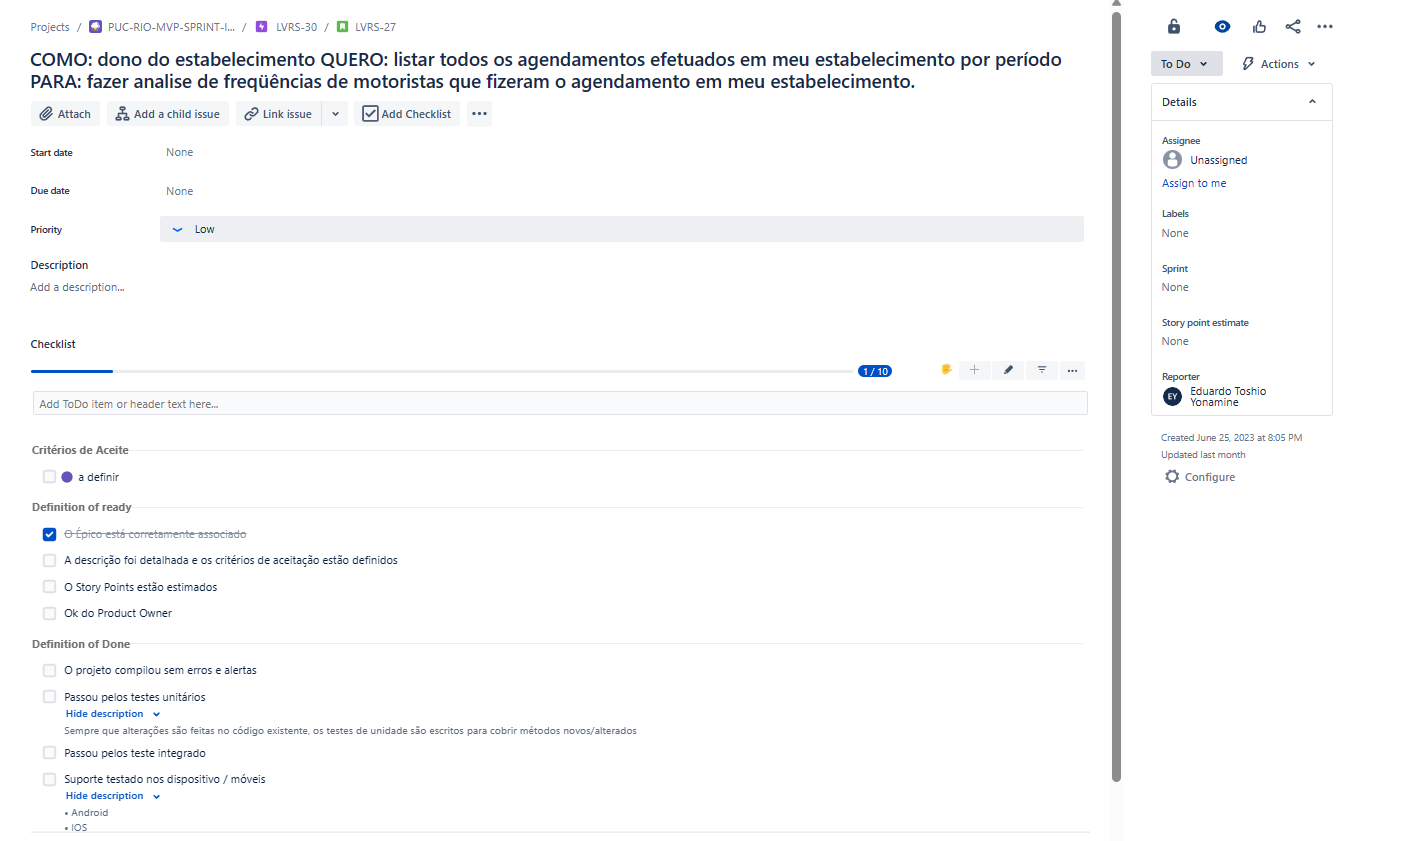 Projects / PUC-RIO-MVP-SPRINT-I... / LVRS-30 / LVRS-27
COMO: dono do estabelecimento QUERO: listar todos os agendamentos efetuados em meu estabelecimento por período
PARA: fazer analise de freqüências de motoristas que fizeram o agendamento em meu estabelecimento.
Attach Add a child issue Link issue Add Checklist
Start date None
Due date None
Priority Low
Description
Add a description...
Checklist
1 / 10
Add ToDo item or header text here...
Critérios de Aceite
a definir
Definition of ready
O Épico está corretamente associado
A descrição foi detalhada e os critérios de aceitação estão definidos
O Story Points estão estimados
Ok do Product Owner
Definition of Done
O projeto compilou sem erros e alertas
Passou pelos testes unitários
Hide description
Sempre que alterações são feitas no código existente, os testes de unidade são escritos para cobrir métodos novos/alterados
Passou pelos teste integrado
Suporte testado nos dispositivo / móveis
Hide description
• Android
• IOS
To Do Actions
Details
Assignee
Unassigned
Assign to me
Labels
None
Sprint
None
Story point estimate
None
Reporter
EY Eduardo Toshio
Yonamine
Created June 25, 2023 at 8:05 PM
Updated last month
Configure